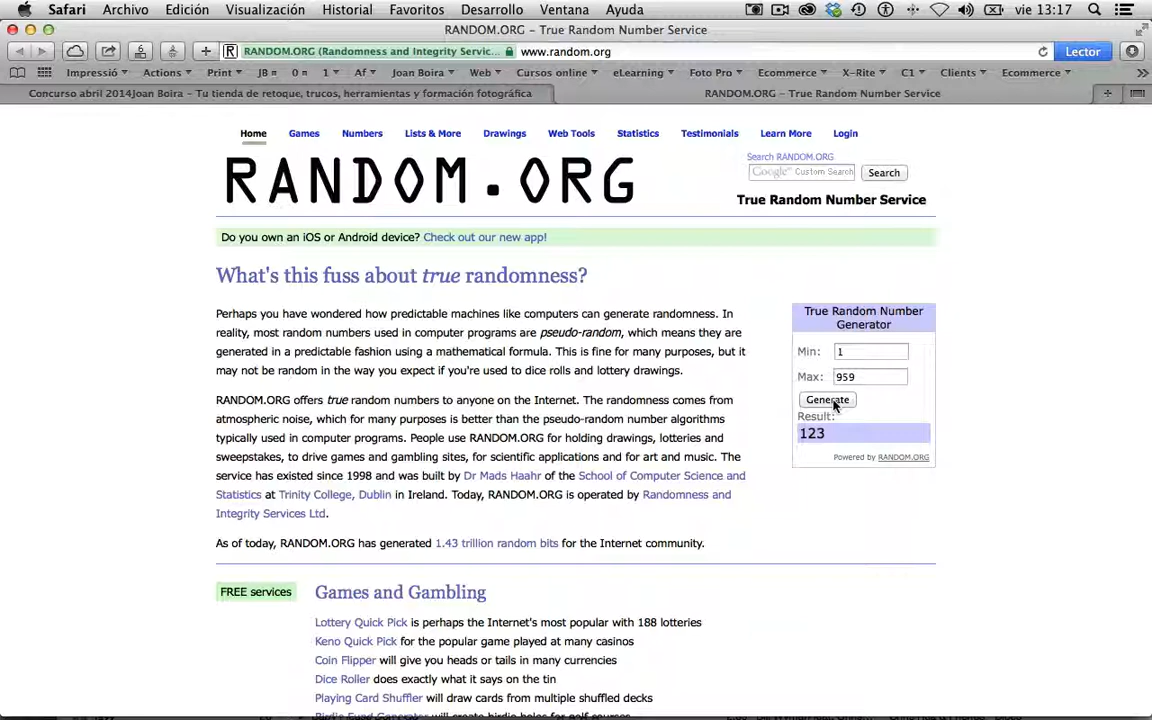 Safari Archivo Edición Visualización Historial Favoritos Desarrollo Ventana Ayuda vie 13:17
RANDOM.ORG – True Random Number Service
RANDOM.ORG (Randomness and Integrity Servic... www.random.org Lector
Impressió Actions Print JB = 0 = 1 Af Joan Boira Web Cursos online eLearning Foto Pro Ecommerce X-Rite C1 Clients Ecommerce
Concurso abril 2014Joan Boira – Tu tienda de retoque, trucos, herramientas y formación fotográfica RANDOM.ORG – True Random Number Service
Home Games Numbers Lists & More Drawings Web Tools Statistics Testimonials Learn More Login
RANDOM.ORG
Search RANDOM.ORG
Google™ Custom Search Search
True Random Number Service
Do you own an iOS or Android device? Check out our new app!
What's this fuss about true randomness?
Perhaps you have wondered how predictable machines like computers can generate randomness. In
reality, most random numbers used in computer programs are pseudo-random, which means they are
generated in a predictable fashion using a mathematical formula. This is fine for many purposes, but it
may not be random in the way you expect if you're used to dice rolls and lottery drawings.
RANDOM.ORG offers true random numbers to anyone on the Internet. The randomness comes from
atmospheric noise, which for many purposes is better than the pseudo-random number algorithms
typically used in computer programs. People use RANDOM.ORG for holding drawings, lotteries and
sweepstakes, to drive games and gambling sites, for scientific applications and for art and music. The
service has existed since 1998 and was built by Dr Mads Haahr of the School of Computer Science and
Statistics at Trinity College, Dublin in Ireland. Today, RANDOM.ORG is operated by Randomness and
Integrity Services Ltd.
As of today, RANDOM.ORG has generated 1.43 trillion random bits for the Internet community.
True Random Number
Generator
Min: 1
Max: 959
Generate
Result:
123
Powered by RANDOM.ORG
FREE services
Games and Gambling
Lottery Quick Pick is perhaps the Internet's most popular with 188 lotteries
Keno Quick Pick for the popular game played at many casinos
Coin Flipper will give you heads or tails in many currencies
Dice Roller does exactly what it says on the tin
Playing Card Shuffler will draw cards from multiple shuffled decks